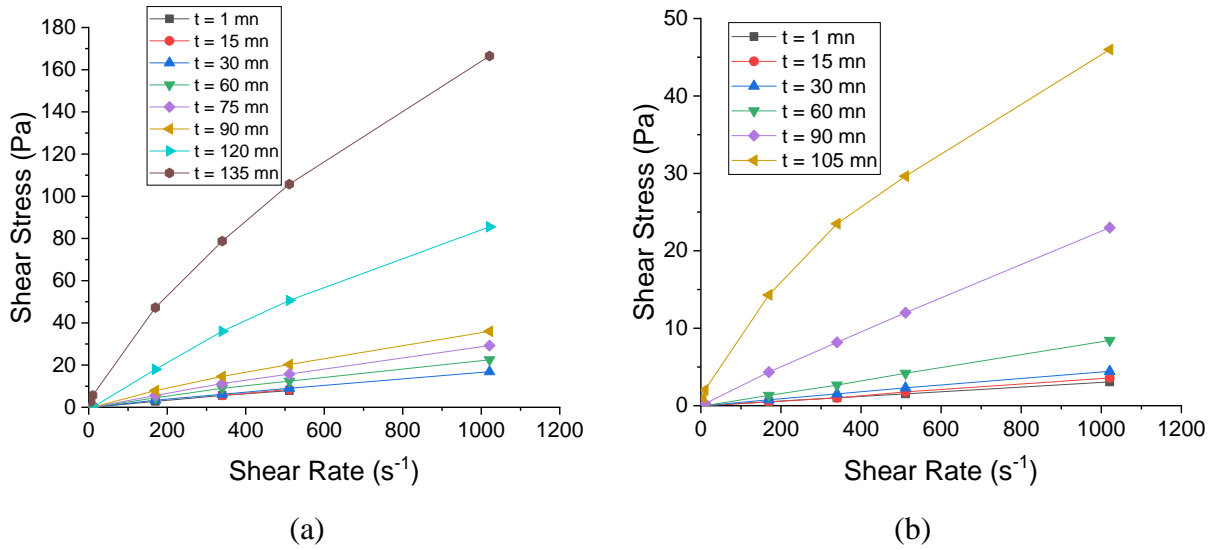 180
160
140
120
100
80
60
40
20
0
Shear Stress (Pa)
t = 1 mn
t = 15 mn
t = 30 mn
t = 60 mn
t = 75 mn
t = 90 mn
t = 120 mn
t = 135 mn
0 200 400 600 800 1000 1200
Shear Rate (s⁻¹)
(a)
50
40
30
20
10
0
Shear Stress (Pa)
t = 1 mn
t = 15 mn
t = 30 mn
t = 60 mn
t = 90 mn
t = 105 mn
0 200 400 600 800 1000 1200
Shear Rate (s⁻¹)
(b)